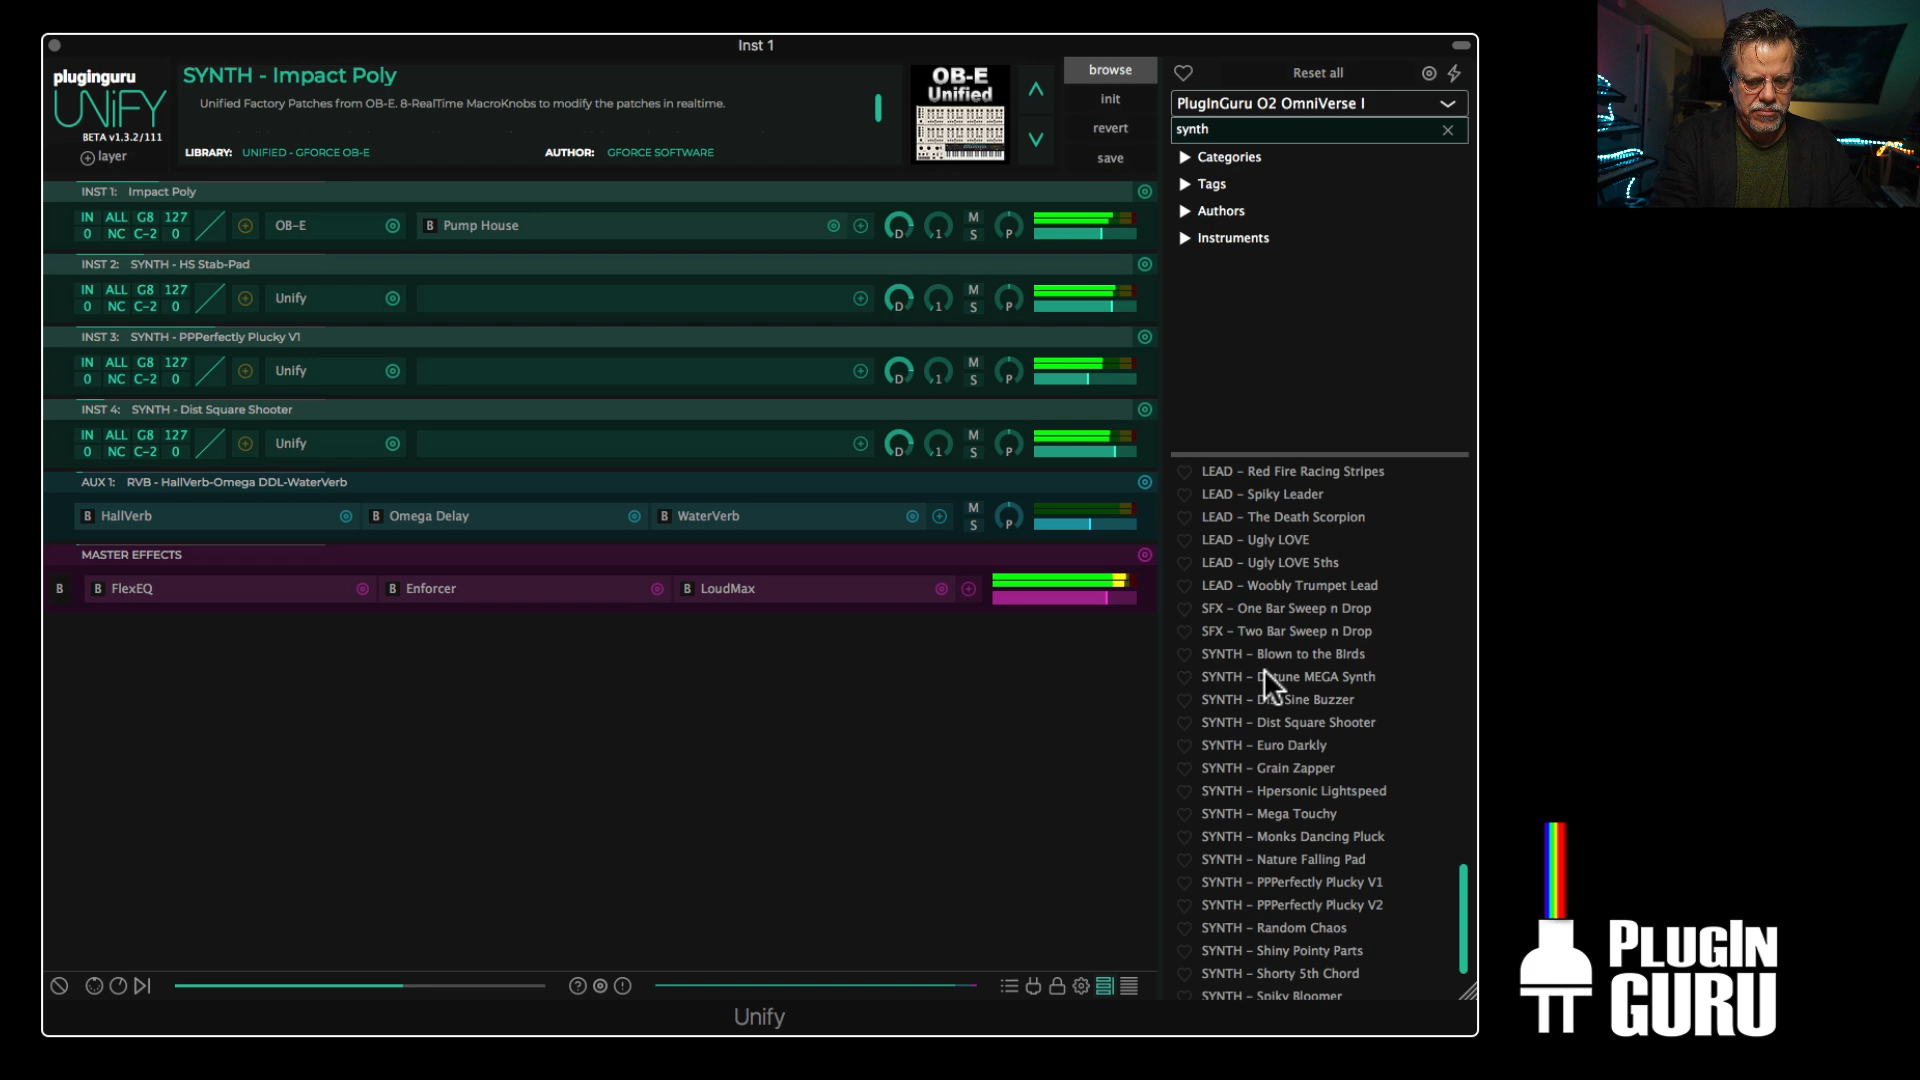 Inst 1
pluginguru
UNiFY
BETA v1.3.2/111
layer
SYNTH - Impact Poly
Unified Factory Patches from OB-E. 8-RealTime MacroKnobs to modify the patches in realtime.
LIBRARY: UNIFIED - GFORCE OB-E
AUTHOR: GFORCE SOFTWARE
OB-E
Unified
browse
init
revert
save
Reset all
PlugInGuru O2 OmniVerse I
synth
Categories
Tags
Authors
Instruments
INST 1: Impact Poly
IN ALL G8 127
0 NC C-2 0
OB-E
B Pump House
D 1 M S P
INST 2: SYNTH - HS Stab-Pad
IN ALL G8 127
0 NC C-2 0
Unify
D 1 M S P
INST 3: SYNTH - PPPerfectly Plucky V1
IN ALL G8 127
0 NC C-2 0
Unify
D 1 M S P
INST 4: SYNTH - Dist Square Shooter
IN ALL G8 127
0 NC C-2 0
Unify
D 1 M S P
AUX 1: RVB - HallVerb-Omega DDL-WaterVerb
B HallVerb
B Omega Delay
B WaterVerb
M S P
MASTER EFFECTS
B
B FlexEQ
B Enforcer
B LoudMax
LEAD - Red Fire Racing Stripes
LEAD - Spiky Leader
LEAD - The Death Scorpion
LEAD - Ugly LOVE
LEAD - Ugly LOVE 5ths
LEAD - Woobly Trumpet Lead
SFX - One Bar Sweep n Drop
SFX - Two Bar Sweep n Drop
SYNTH - Blown to the BIrds
SYNTH - Detune MEGA Synth
SYNTH - Dist Sine Buzzer
SYNTH - Dist Square Shooter
SYNTH - Euro Darkly
SYNTH - Grain Zapper
SYNTH - Hpersonic Lightspeed
SYNTH - Mega Touchy
SYNTH - Monks Dancing Pluck
SYNTH - Nature Falling Pad
SYNTH - PPPerfectly Plucky V1
SYNTH - PPPerfectly Plucky V2
SYNTH - Random Chaos
SYNTH - Shiny Pointy Parts
SYNTH - Shorty 5th Chord
SYNTH - Spiky Bloomer
Unify
PLUGIN
GURU